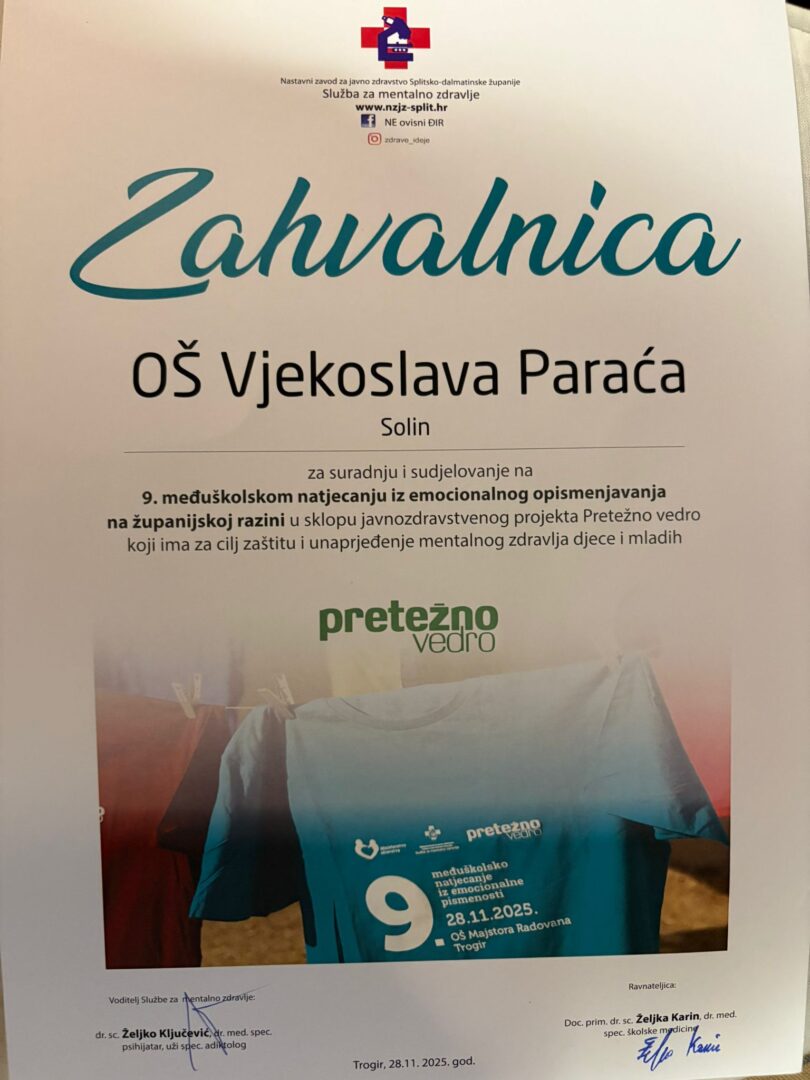 Nastavni zavod za javno zdravstvo Splitsko-dalmatinske županije
Služba za mentalno zdravlje
www.nzjz-split.hr
NE ovisni ĐIR
zdravo_ideje
Zahvalnica
OŠ Vjekoslava Paraća
Solin
za suradnju i sudjelovanje na
9. međuškolskom natjecanju iz emocionalnog opismenjavanja
na županijskoj razini u sklopu javnozdravstvenog projekta Pretežno vedro
koji ima za cilj zaštitu i unaprjeđenje mentalnog zdravlja djece i mladih
pretežno
vedro
pretežno
vedro
9.
međuškolsko
natjecanje
iz emocionalne
pismenosti
28.11.2025.
OŠ Majstora Radovana
Trogir
Voditelj Službe za mentalno zdravlje:
dr. sc. Željko Ključević, dr. med. spec.
psihijatar, uži spec. adiktolog
Ravnateljica:
Doc. prim. dr. sc. Željka Karin, dr. med.
spec. školske medicine
Trogir, 28.11. 2025. god.